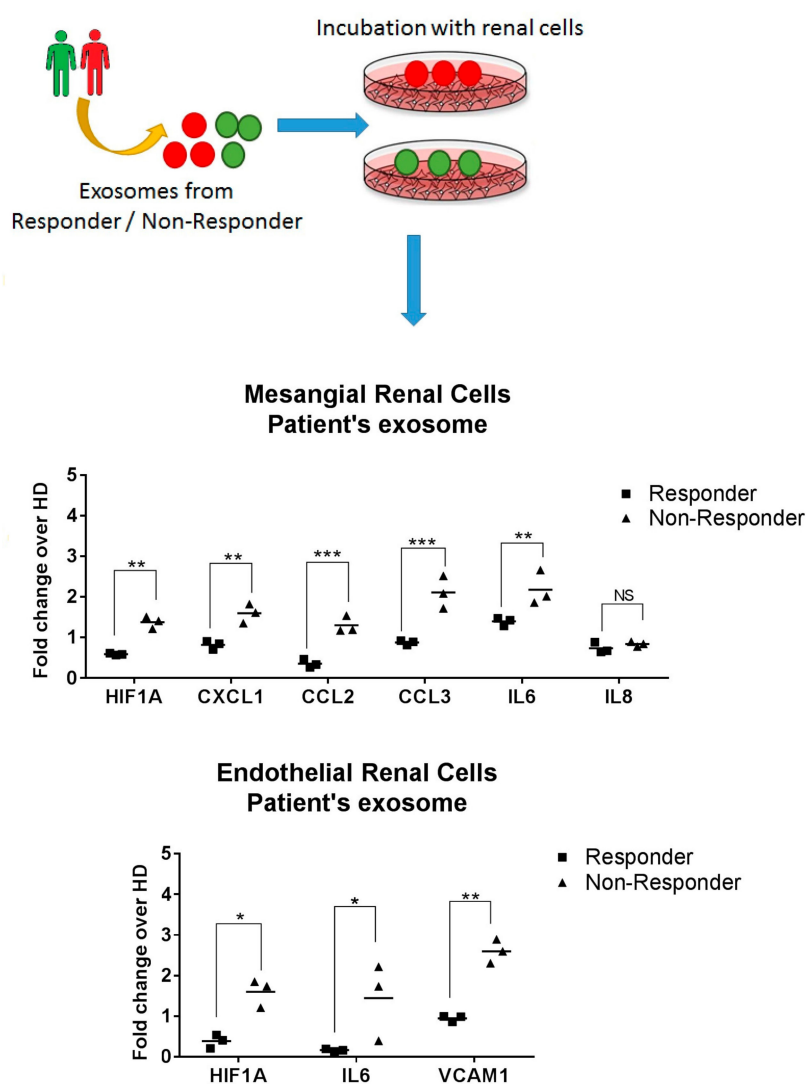 Incubation with renal cells
Exosomes from
Responder / Non-Responder
Mesangial Renal Cells
Patient's exosome
Fold change over HD
5
4
3
2
1
0
**
**
***
***
**
NS
HIF1A
CXCL1
CCL2
CCL3
IL6
IL8
Responder
Non-Responder
Endothelial Renal Cells
Patient's exosome
Fold change over HD
5
4
3
2
1
0
*
*
**
HIF1A
IL6
VCAM1
Responder
Non-Responder